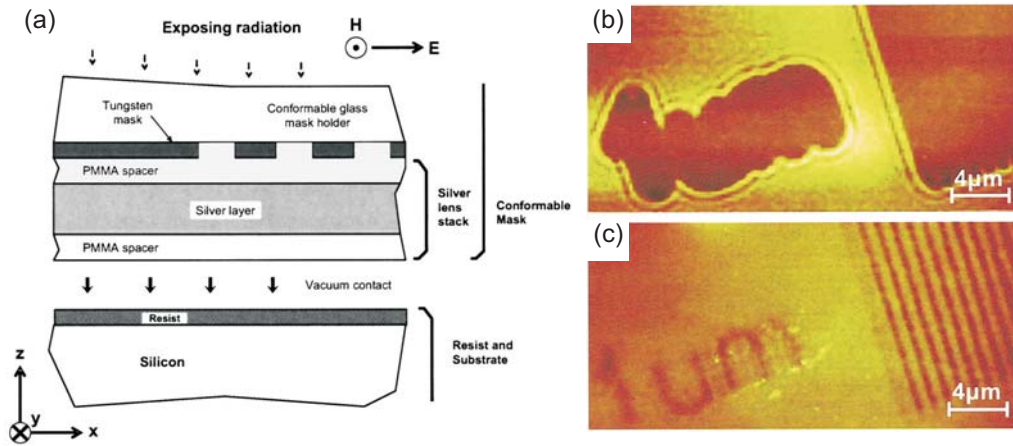 (a)
Exposing radiation
H
E
Tungsten
mask
Conformable glass
mask holder
PMMA spacer
Silver layer
PMMA spacer
Silver
lens
stack
Conformable
Mask
Vacuum contact
Resist
Silicon
Resist and
Substrate
z
y
x
(b)
4µm
(c)
1µm
4µm